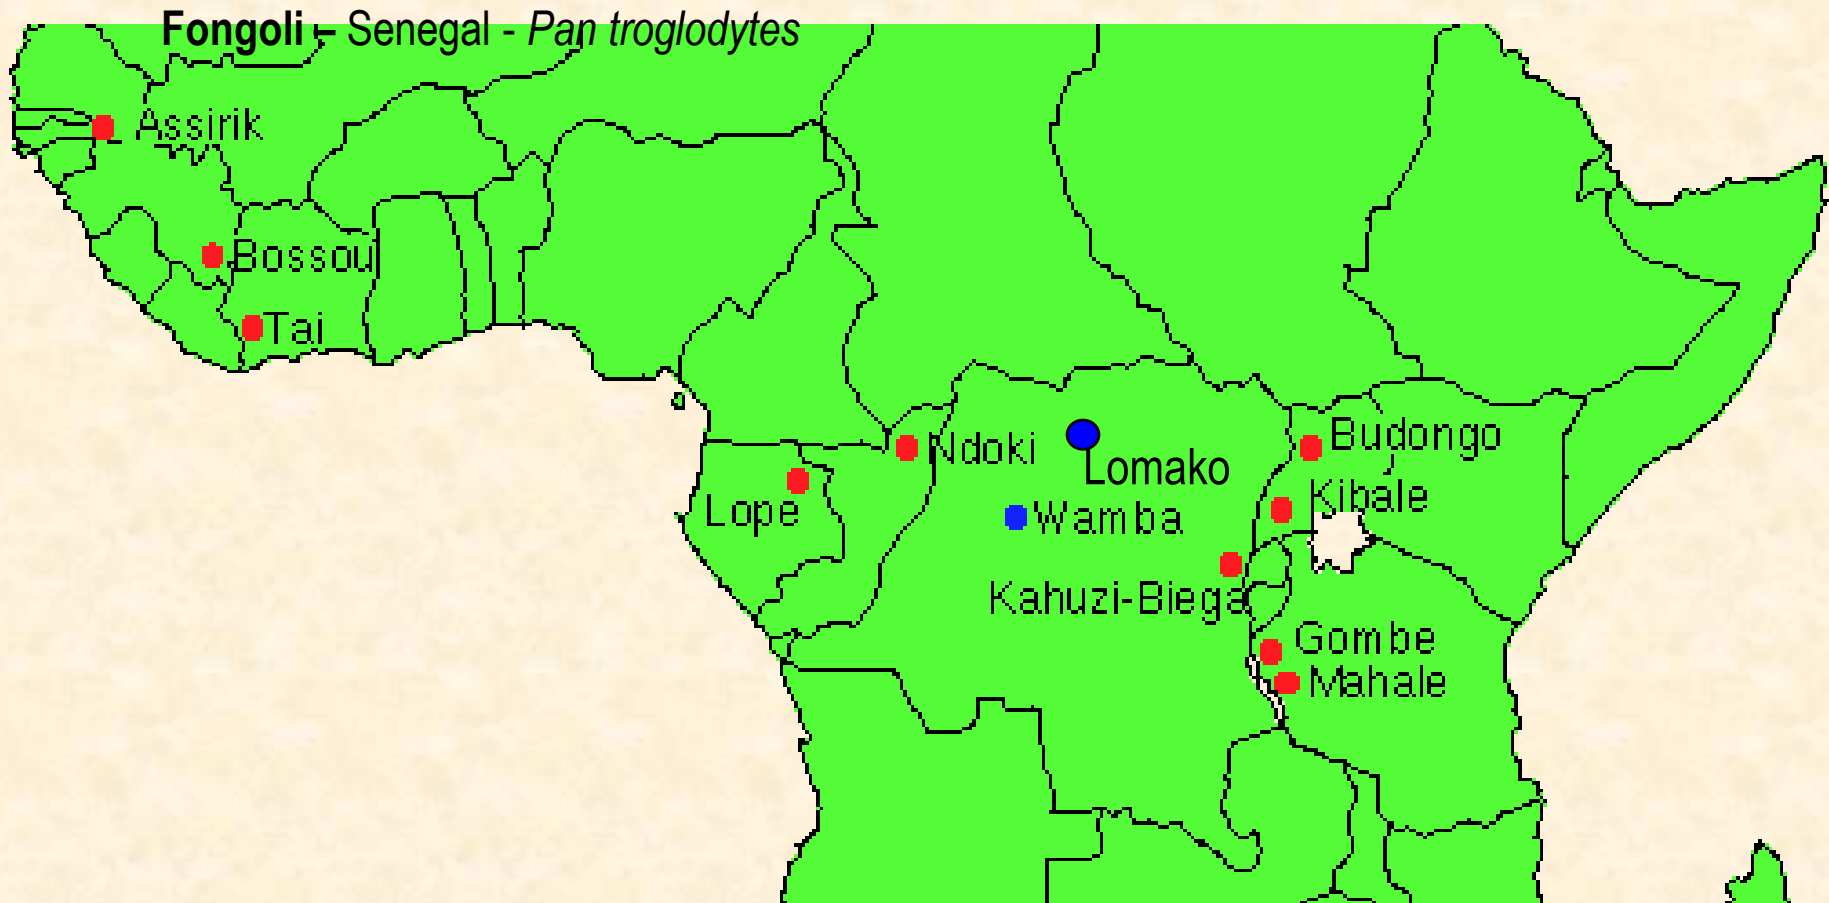 Fongoli – Senegal - Pan troglodytes
Assirik
Bossou
Tai
Budongo
Ndoki
Lomako
Kibale
Lope
Wamba
Kahuzi-Biega
Gombe
Mahale